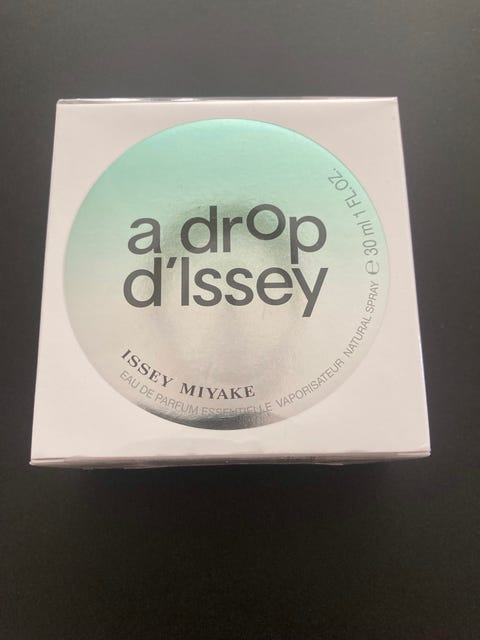 a drop
d'Issey
ISSEY MIYAKE
EAU DE PARFUM ESSENTIELLE VAPORISATEUR NATURAL SPRAY ℮ 30 ml 1 FL.OZ.